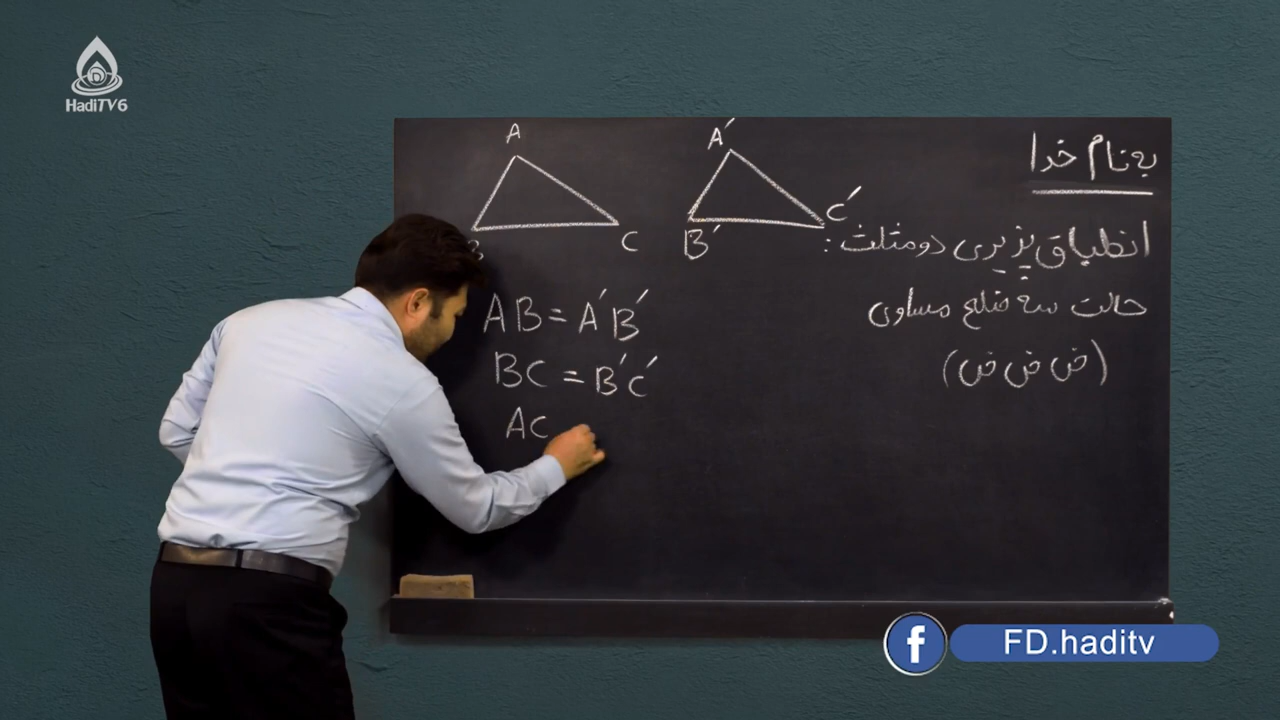 HadiTV6
به نام خدا
انطباق پذیری دو مثلث :
حالت سه ضلع مساوی
(ض ض ض)
A
B
C
A′
B′
C′
AB = A′B′
BC = B′C′
AC
f FD.haditv